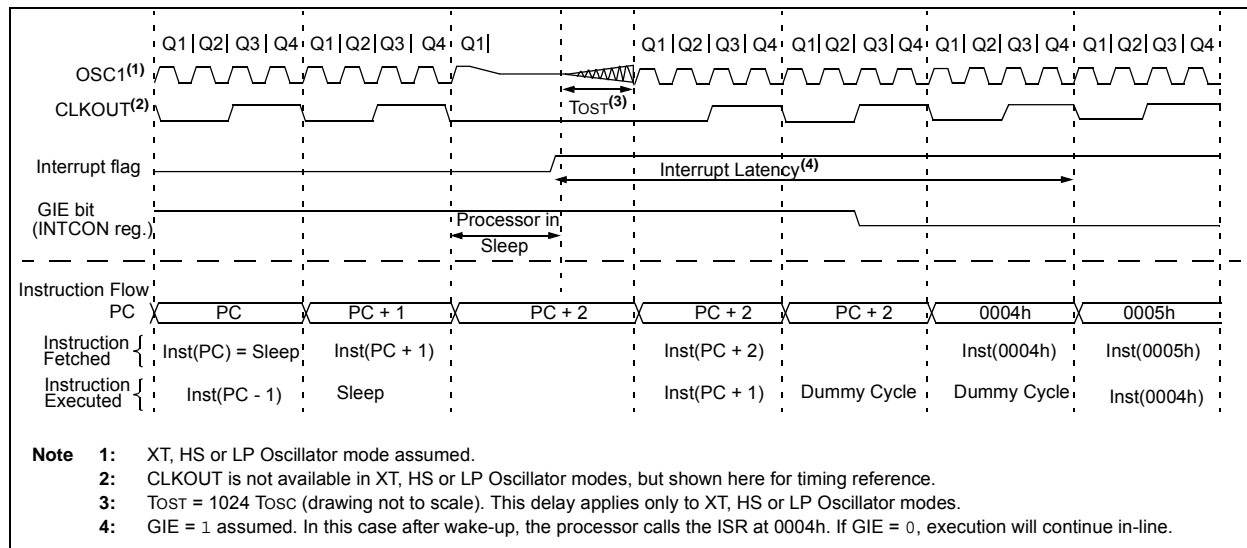 Q1 Q2 Q3 Q4 Q1 Q2 Q3 Q4 Q1 Q1 Q2 Q3 Q4 Q1 Q2 Q3 Q4 Q1 Q2 Q3 Q4 Q1 Q2 Q3 Q4
OSC1(1)
CLKOUT(2)
TOST(3)
Interrupt flag
Interrupt Latency(4)
GIE bit
(INTCON reg.)
Processor in
Sleep
Instruction Flow
PC PC PC + 1 PC + 2 PC + 2 PC + 2 0004h 0005h
Instruction
Fetched
Inst(PC) = Sleep Inst(PC + 1) Inst(PC + 2) Inst(0004h) Inst(0005h)
Instruction
Executed
Inst(PC - 1) Sleep Inst(PC + 1) Dummy Cycle Dummy Cycle Inst(0004h)
Note 1: XT, HS or LP Oscillator mode assumed.
2: CLKOUT is not available in XT, HS or LP Oscillator modes, but shown here for timing reference.
3: TOST = 1024 TOSC (drawing not to scale). This delay applies only to XT, HS or LP Oscillator modes.
4: GIE = 1 assumed. In this case after wake-up, the processor calls the ISR at 0004h. If GIE = 0, execution will continue in-line.